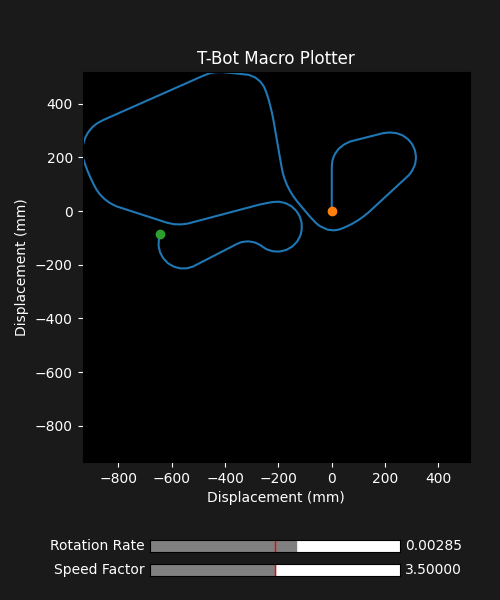 T-Bot Macro Plotter
400
200
0
−200
−400
−600
−800
Displacement (mm)
−800 −600 −400 −200 0 200 400
Displacement (mm)
Rotation Rate 0.00285
Speed Factor 3.50000